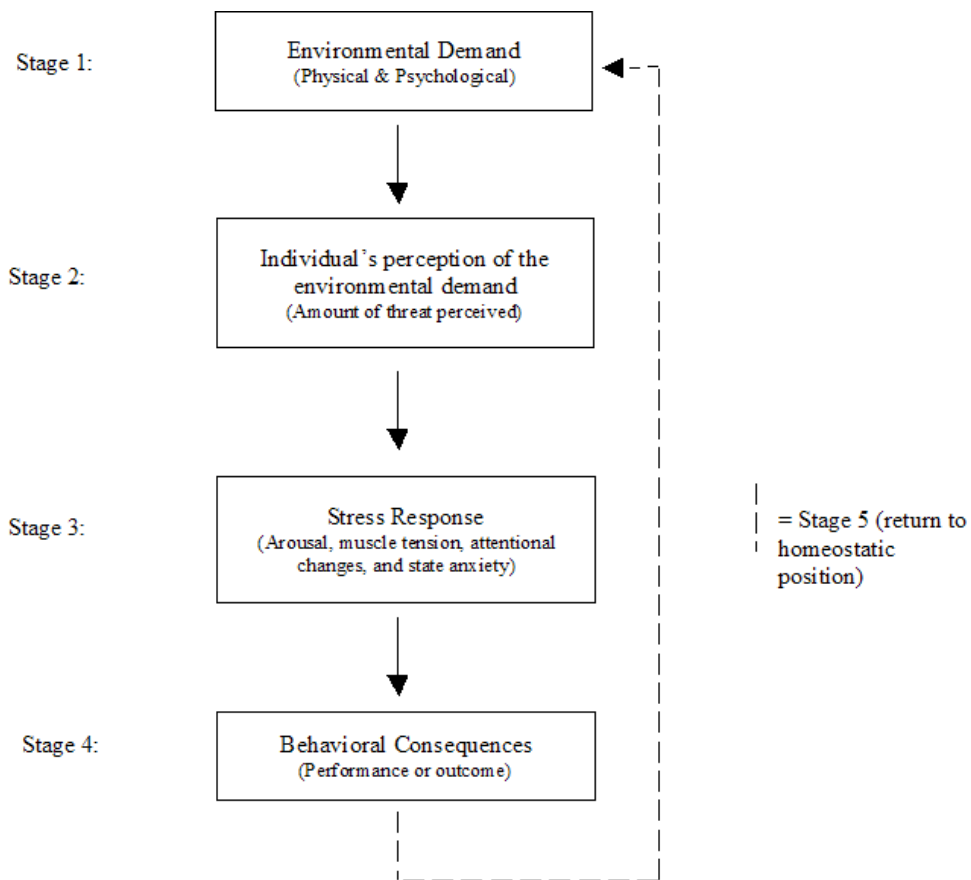 Stage 1:
Environmental Demand
(Physical & Psychological)
Stage 2:
Individual's perception of the
environmental demand
(Amount of threat perceived)
Stage 3:
Stress Response
(Arousal, muscle tension, attentional
changes, and state anxiety)
= Stage 5 (return to
homeostatic
position)
Stage 4:
Behavioral Consequences
(Performance or outcome)